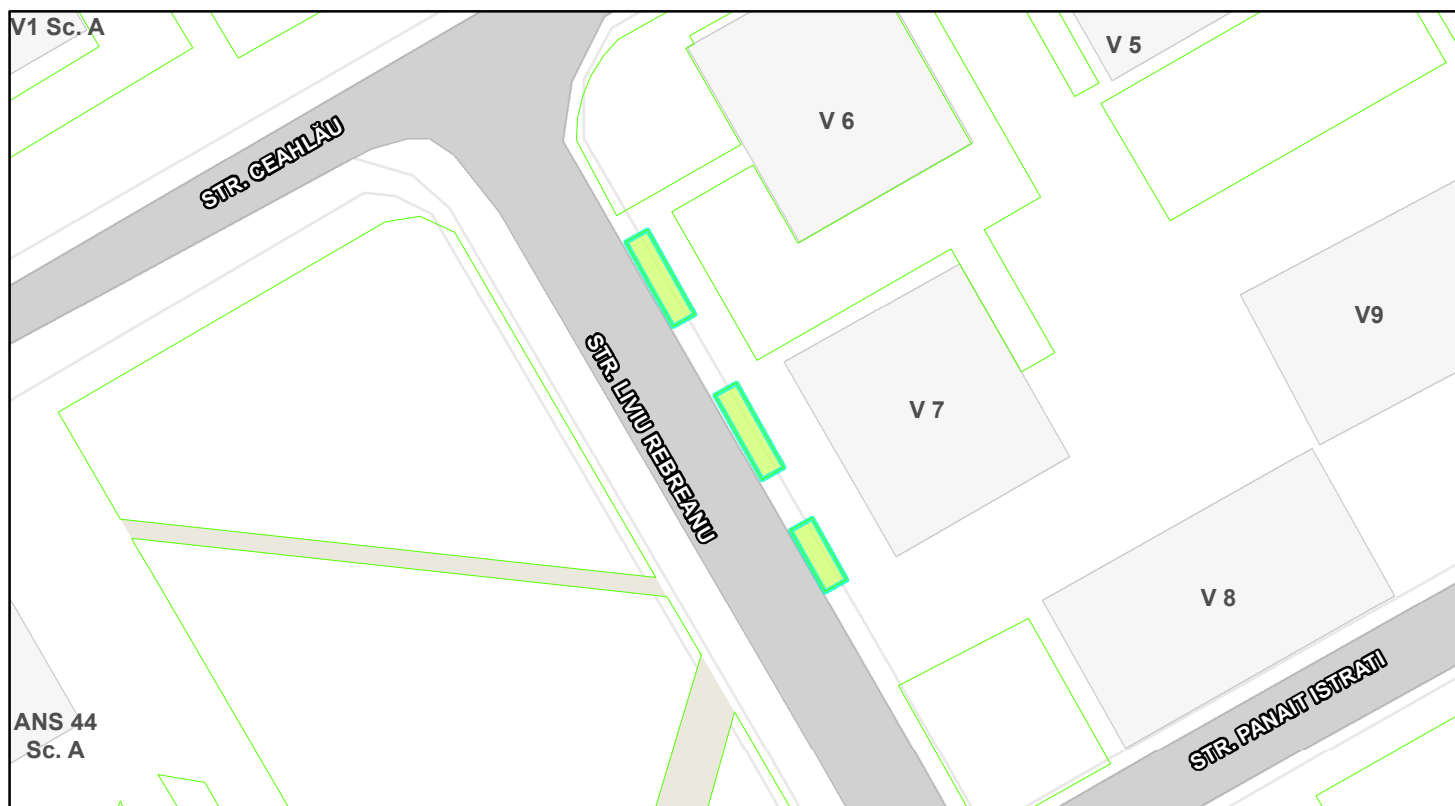 V1 Sc. A
V 5
V 6
STR. CEAHLĂU
V9
V 7
STR. LIVIU REBREANU
V 8
STR. PANAIT ISTRATI
ANS 44
Sc. A